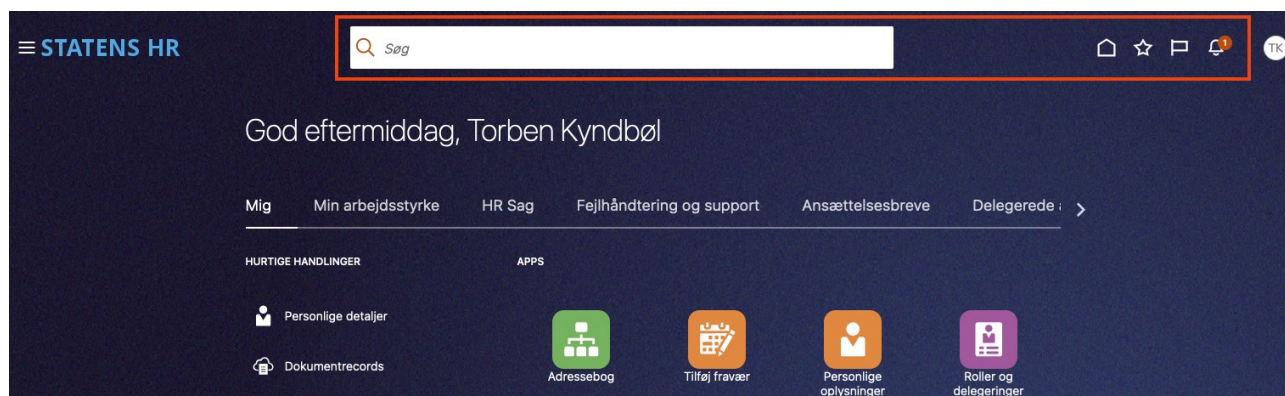 STATENS HR
Søg
1
TK
God eftermiddag, Torben Kyndbøl
Mig Min arbejdsstyrke HR Sag Fejlhåndtering og support Ansættelsesbreve Delegerede
HURTIGE HANDLINGER
APPS
Personlige detaljer
Dokumentrecords
Adressebog
Tilføj fravær
Personlige
oplysninger
Roller og
delegeringer